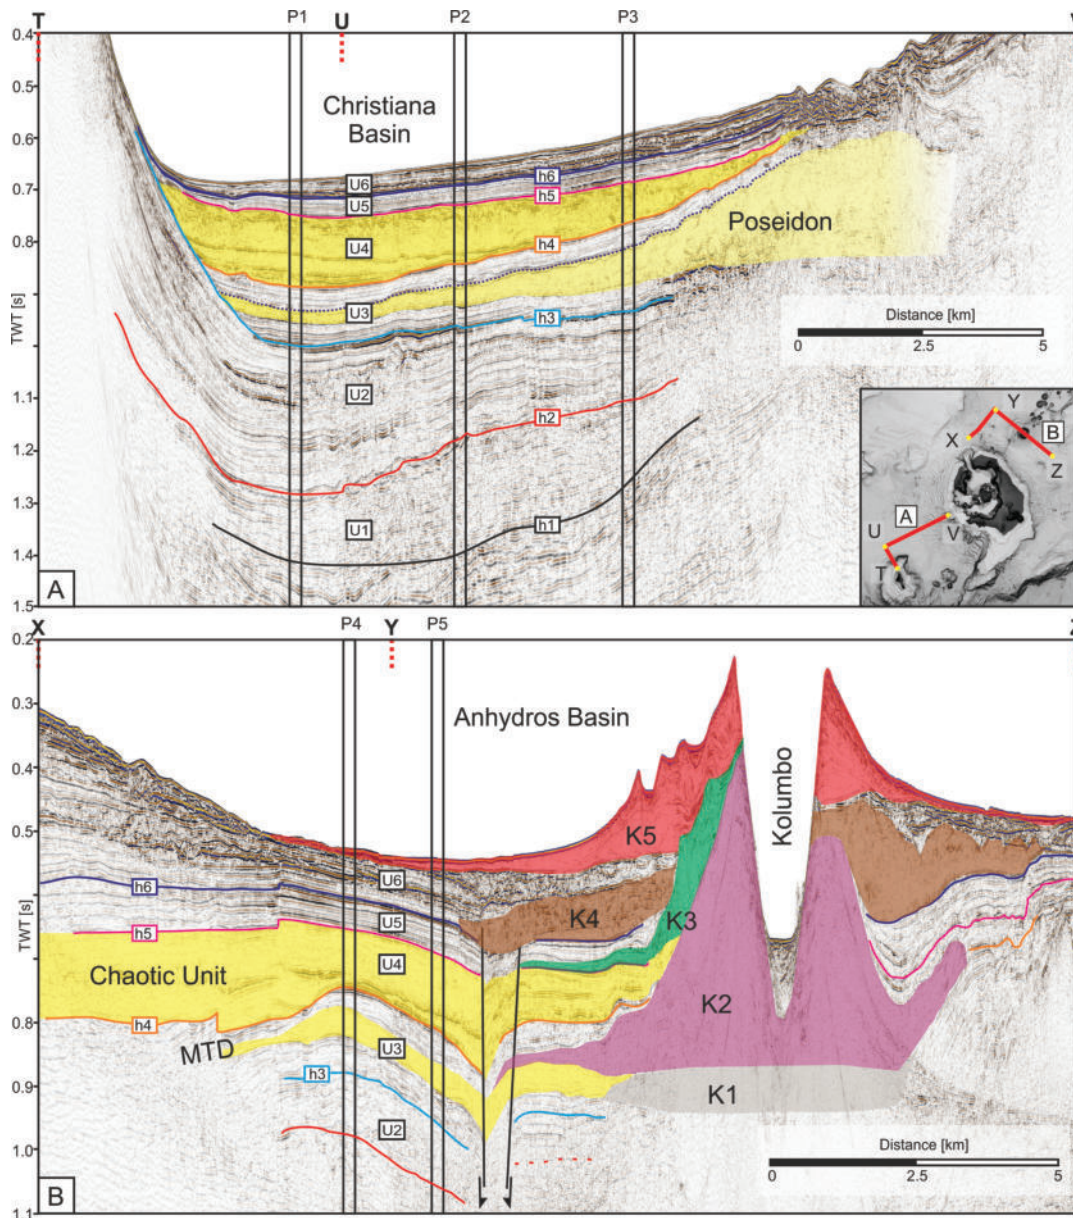 T
P1
U
P2
P3
0.4
0.5
0.6
0.7
0.8
1.1
1.2
1.3
1.4
1.5
TWT [s]
Christiana
Basin
U6
h6
U5
h5
U4
h4
Poseidon
U3
h3
U2
h2
U1
h1
Distance [km]
0
2.5
5
Y
X
B
Z
A
U
V
T
A
X
P4
Y
P5
0.2
0.3
0.4
0.5
0.8
0.9
1.0
1.1
TWT [s]
Anhydros Basin
Kolumbo
K5
h6
U6
U5
K4
h5
K3
Chaotic Unit
U4
h4
K2
MTD
U3
h3
K1
U2
Distance [km]
0
2.5
5
B